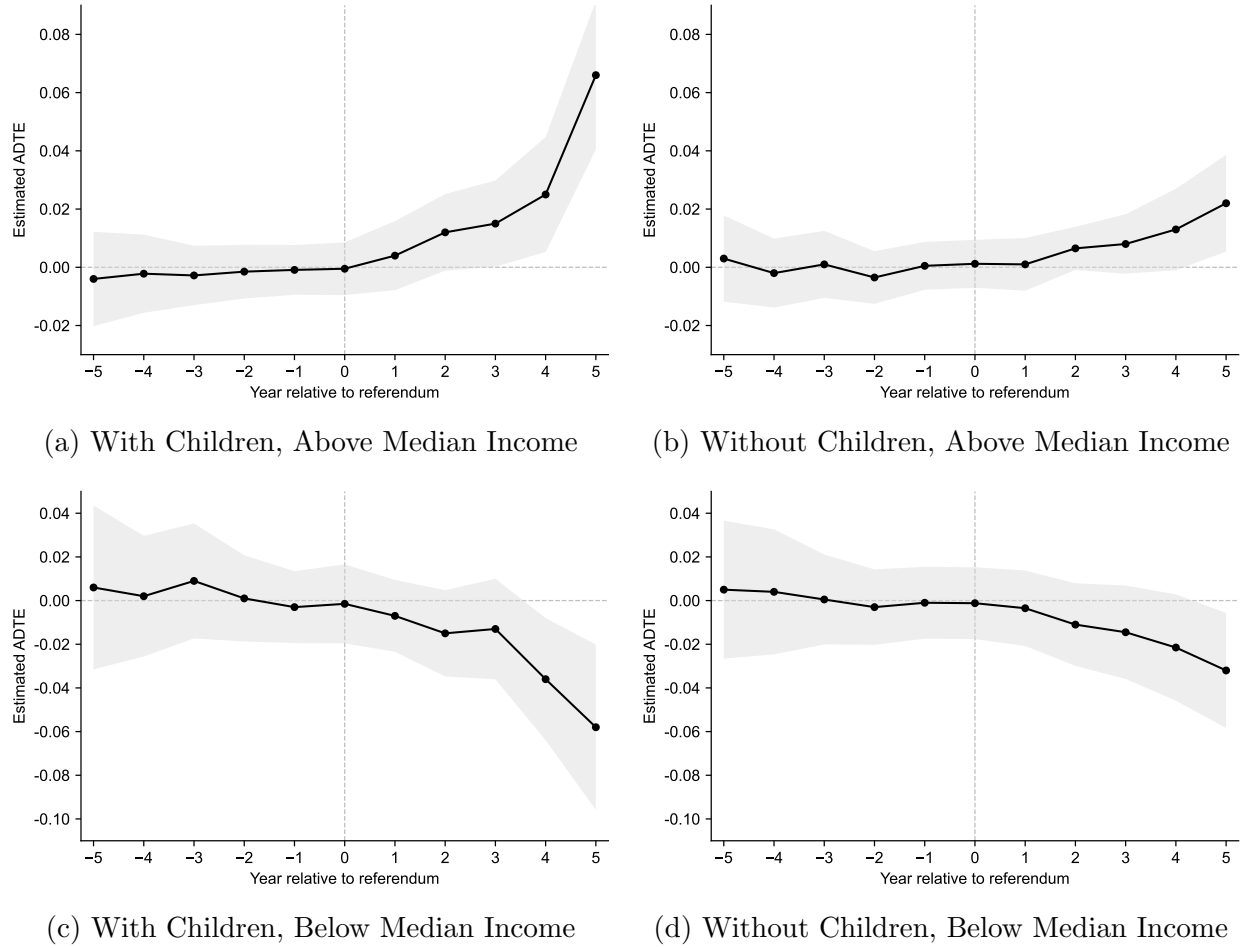 0.08
0.06
0.04
0.02
0.00
-0.02
Estimated ADTE
−5 −4 −3 −2 −1 0 1 2 3 4 5
Year relative to referendum
(a) With Children, Above Median Income
0.08
0.06
0.04
0.02
0.00
-0.02
Estimated ADTE
−5 −4 −3 −2 −1 0 1 2 3 4 5
Year relative to referendum
(b) Without Children, Above Median Income
0.04
0.02
0.00
-0.02
-0.04
-0.06
-0.08
-0.10
Estimated ADTE
−5 −4 −3 −2 −1 0 1 2 3 4 5
Year relative to referendum
(c) With Children, Below Median Income
0.04
0.02
0.00
-0.02
-0.04
-0.06
-0.08
-0.10
Estimated ADTE
−5 −4 −3 −2 −1 0 1 2 3 4 5
Year relative to referendum
(d) Without Children, Below Median Income